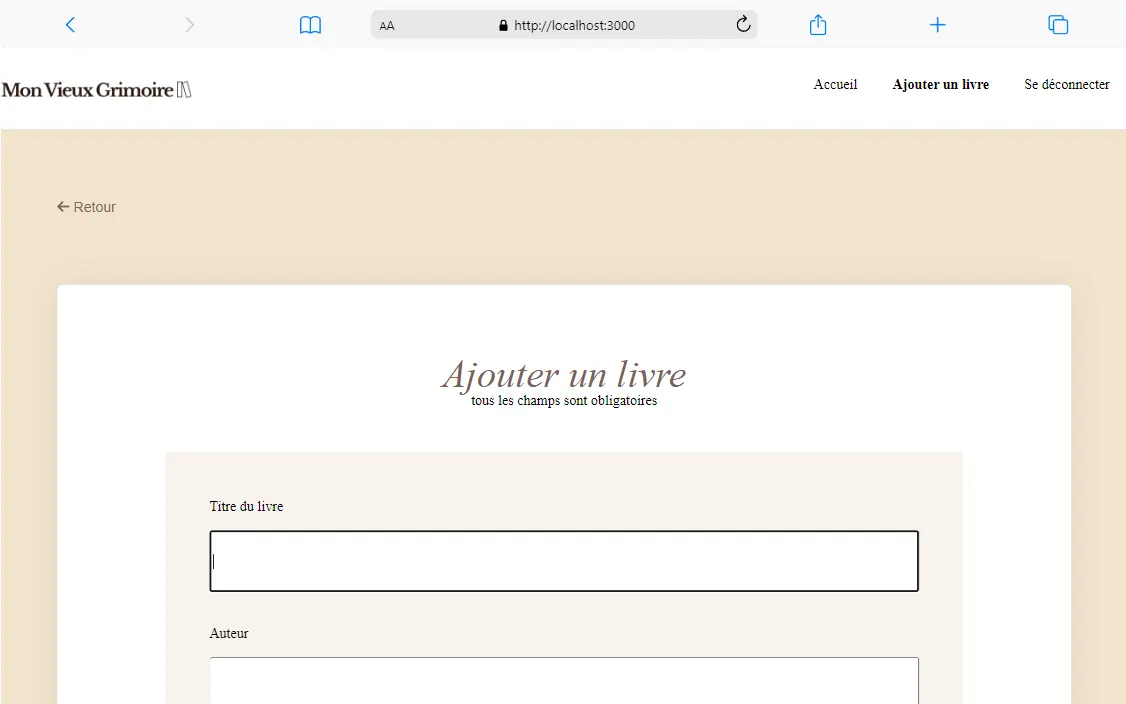 AA
http://localhost:3000
Mon Vieux Grimoire
Accueil
Ajouter un livre
Se déconnecter
Retour
Ajouter un livre
tous les champs sont obligatoires
Titre du livre
Auteur